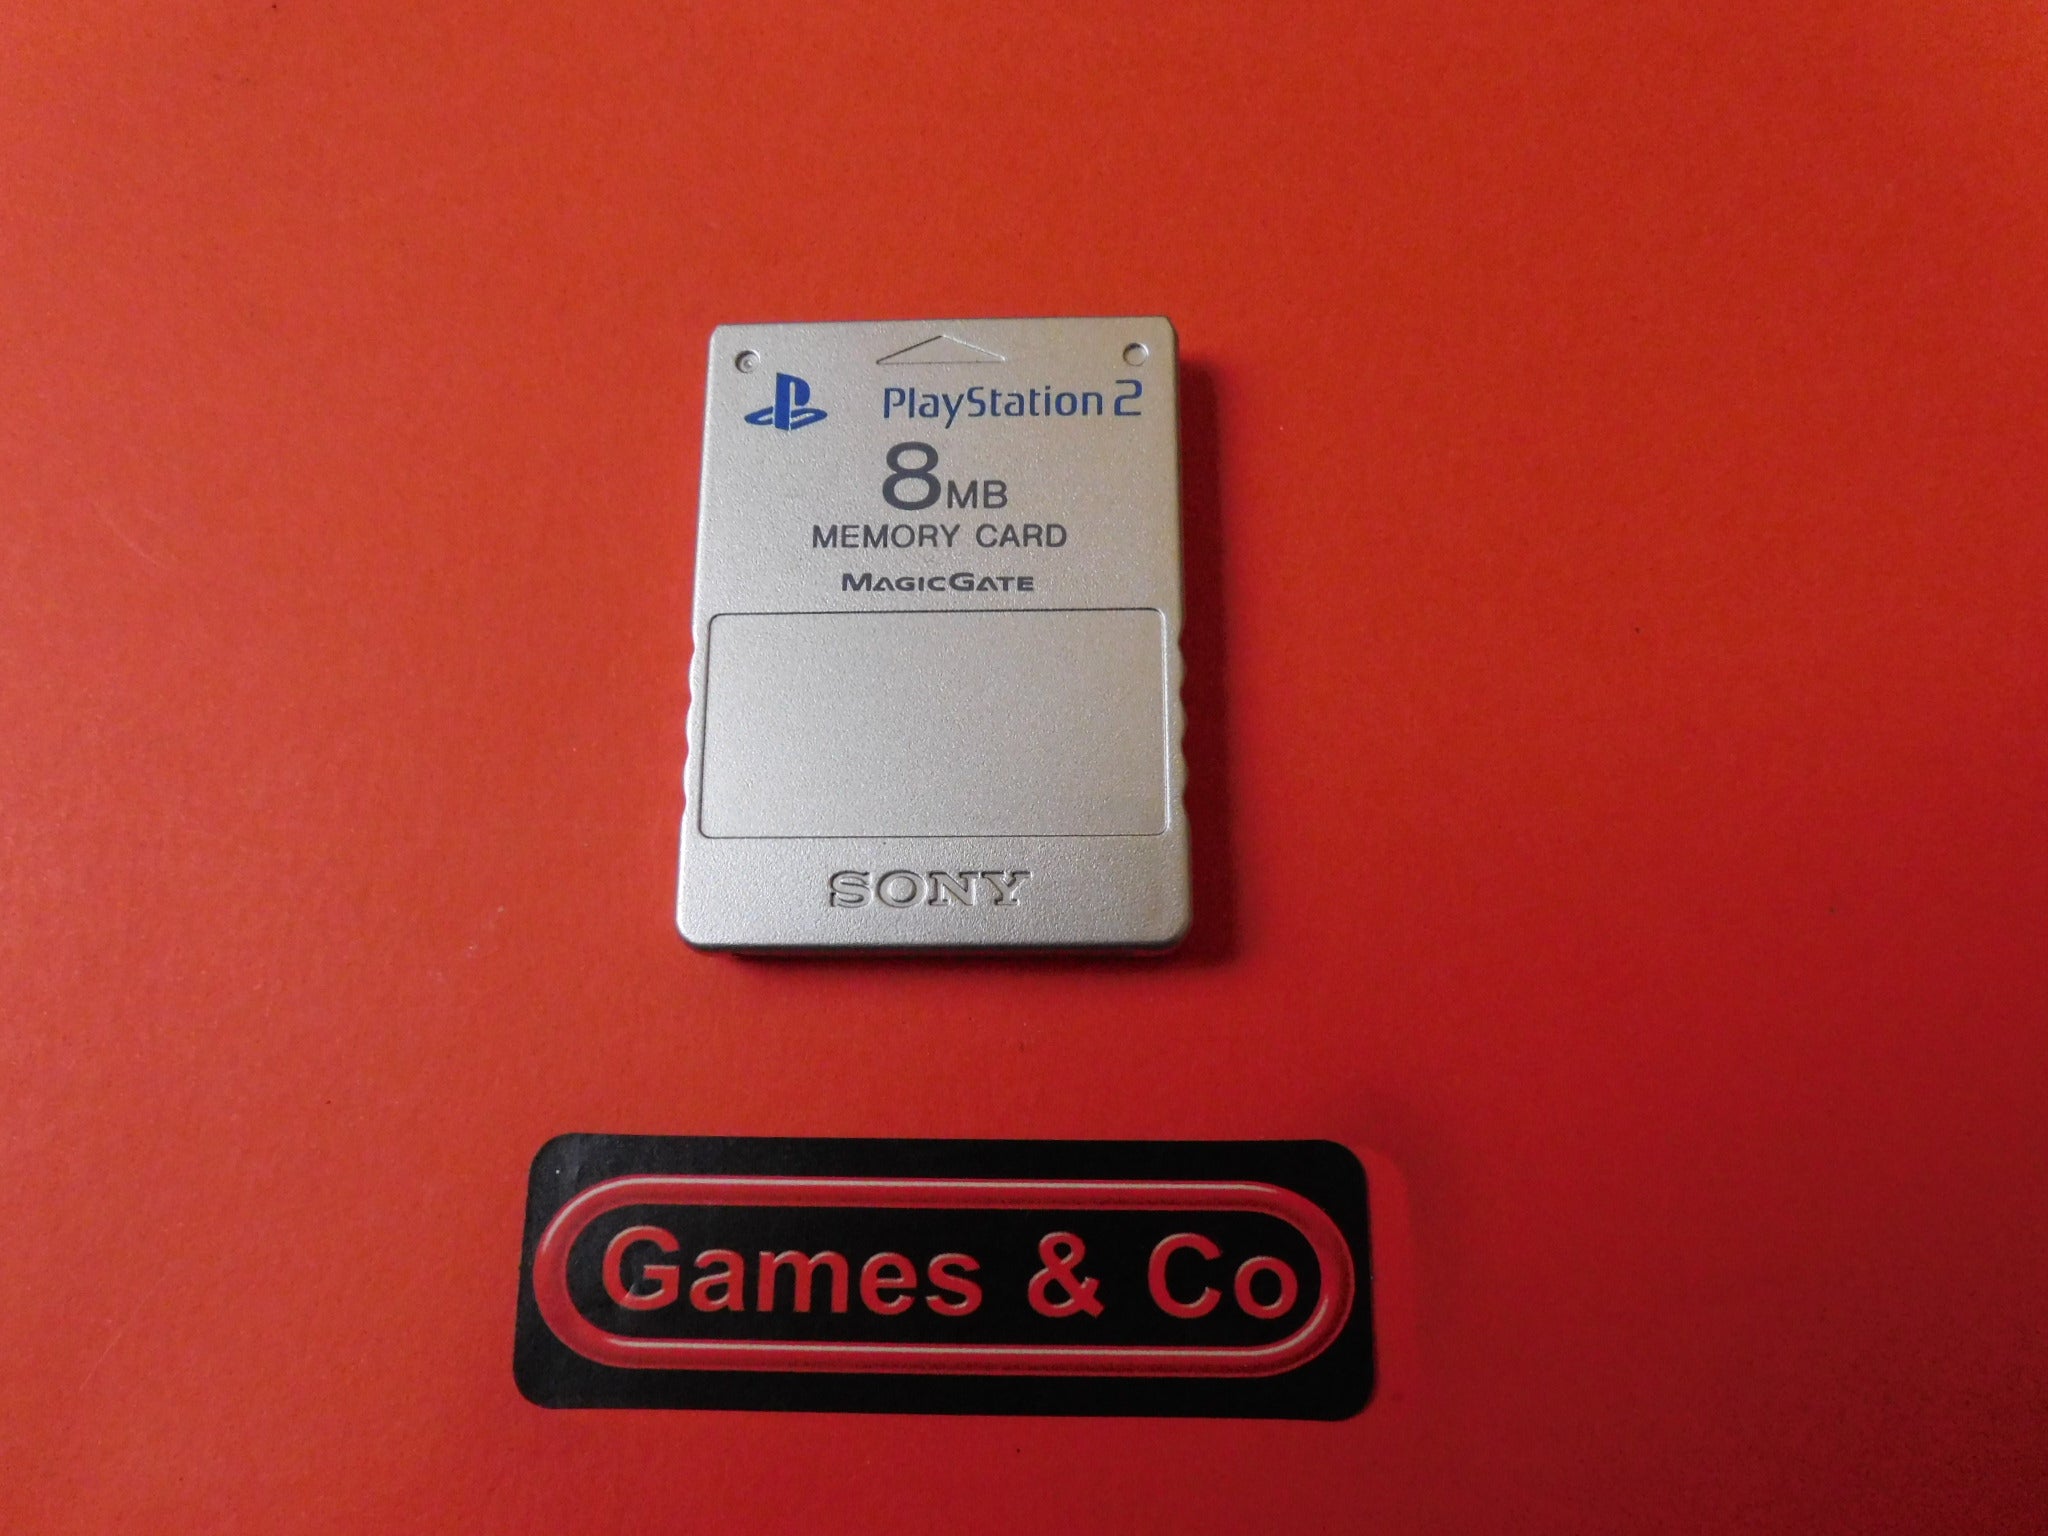 PlayStation 2
8MB
MEMORY CARD
MAGICGATE
SONY
Games & Co